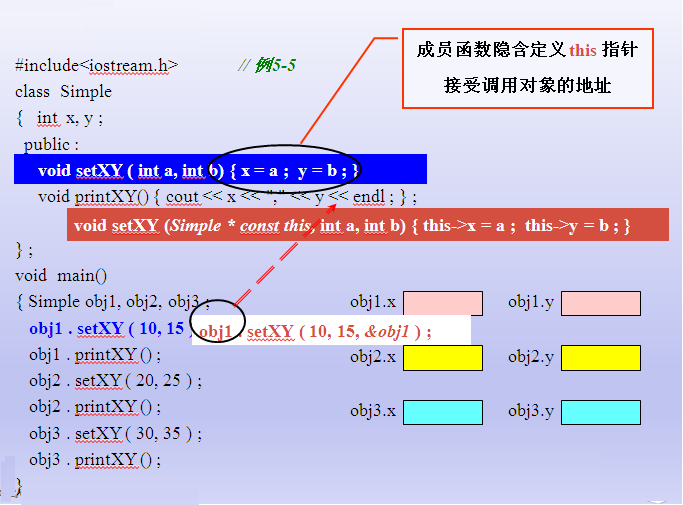 成员函数隐含定义this 指针
接受调用对象的地址
#include<iostream.h> // 例5-5
class Simple
{ int x, y ;
public :
void setXY ( int a, int b) { x = a ; y = b ; }
void printXY() { cout << x << "," << y << endl ; } ;
void setXY (Simple * const this, int a, int b) { this->x = a ; this->y = b ; }
} ;
void main()
{ Simple obj1, obj2, obj3 ;
obj1 . setXY ( 10, 15
obj1 . setXY ( 10, 15, &obj1 ) ;
obj1 . printXY () ;
obj2 . setXY ( 20, 25 ) ;
obj2 . printXY () ;
obj3 . setXY ( 30, 35 ) ;
obj3 . printXY () ;
}
obj1.x obj1.y
obj2.x obj2.y
obj3.x obj3.y